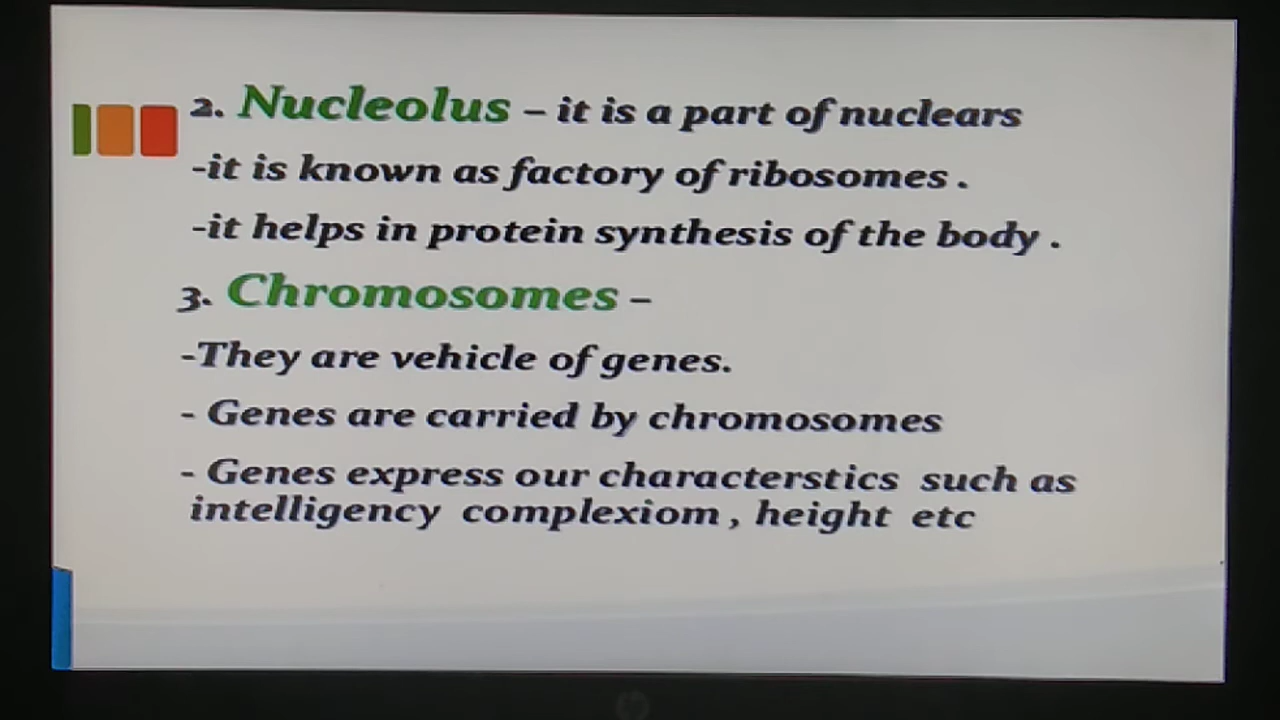 2. Nucleolus – it is a part of nuclears
-it is known as factory of ribosomes .
-it helps in protein synthesis of the body .
3. Chromosomes –
-They are vehicle of genes.
- Genes are carried by chromosomes
- Genes express our characterstics such as
intelligency complexiom , height etc